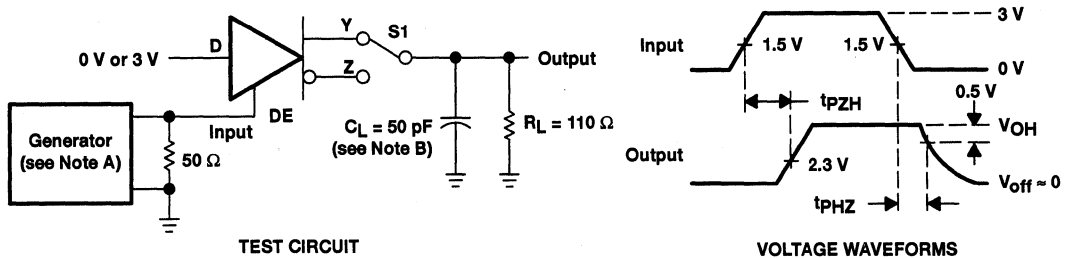 Y
S1
D
0 V or 3 V
Z
Output
DE
Input
Generator
(see Note A)
50 Ω
CL = 50 pF
(see Note B)
RL = 110 Ω
TEST CIRCUIT
3 V
Input
1.5 V
1.5 V
0 V
0.5 V
tPZH
VOH
Output
2.3 V
Voff ≈ 0
tPHZ
VOLTAGE WAVEFORMS